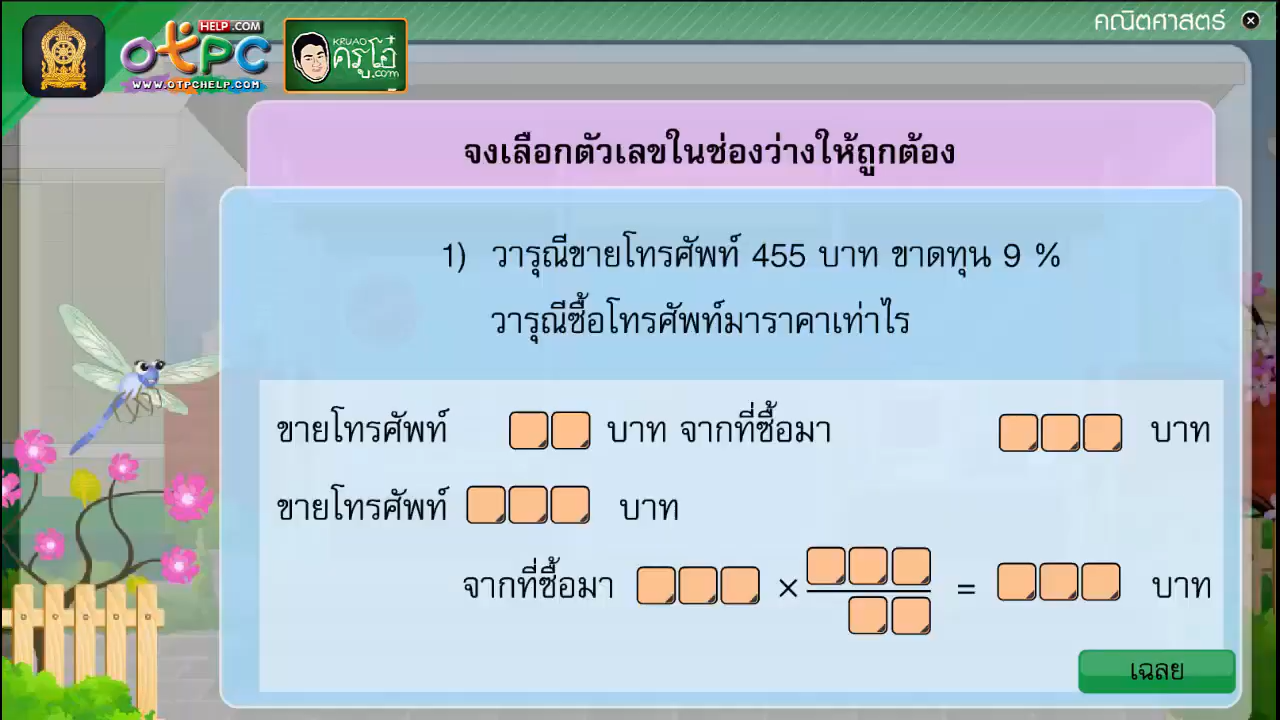 คณิตศาสตร์
HELP.COM
OTPC
WWW.OTPCHELP.COM
KRUAO
ครูโอ๋
.com
จงเลือกตัวเลขในช่องว่างให้ถูกต้อง
1) วารุณีขายโทรศัพท์ 455 บาท ขาดทุน 9 %
วารุณีซื้อโทรศัพท์มาราคาเท่าไร
ขายโทรศัพท์ บาท จากที่ซื้อมา บาท
ขายโทรศัพท์ บาท
จากที่ซื้อมา × = บาท
เฉลย